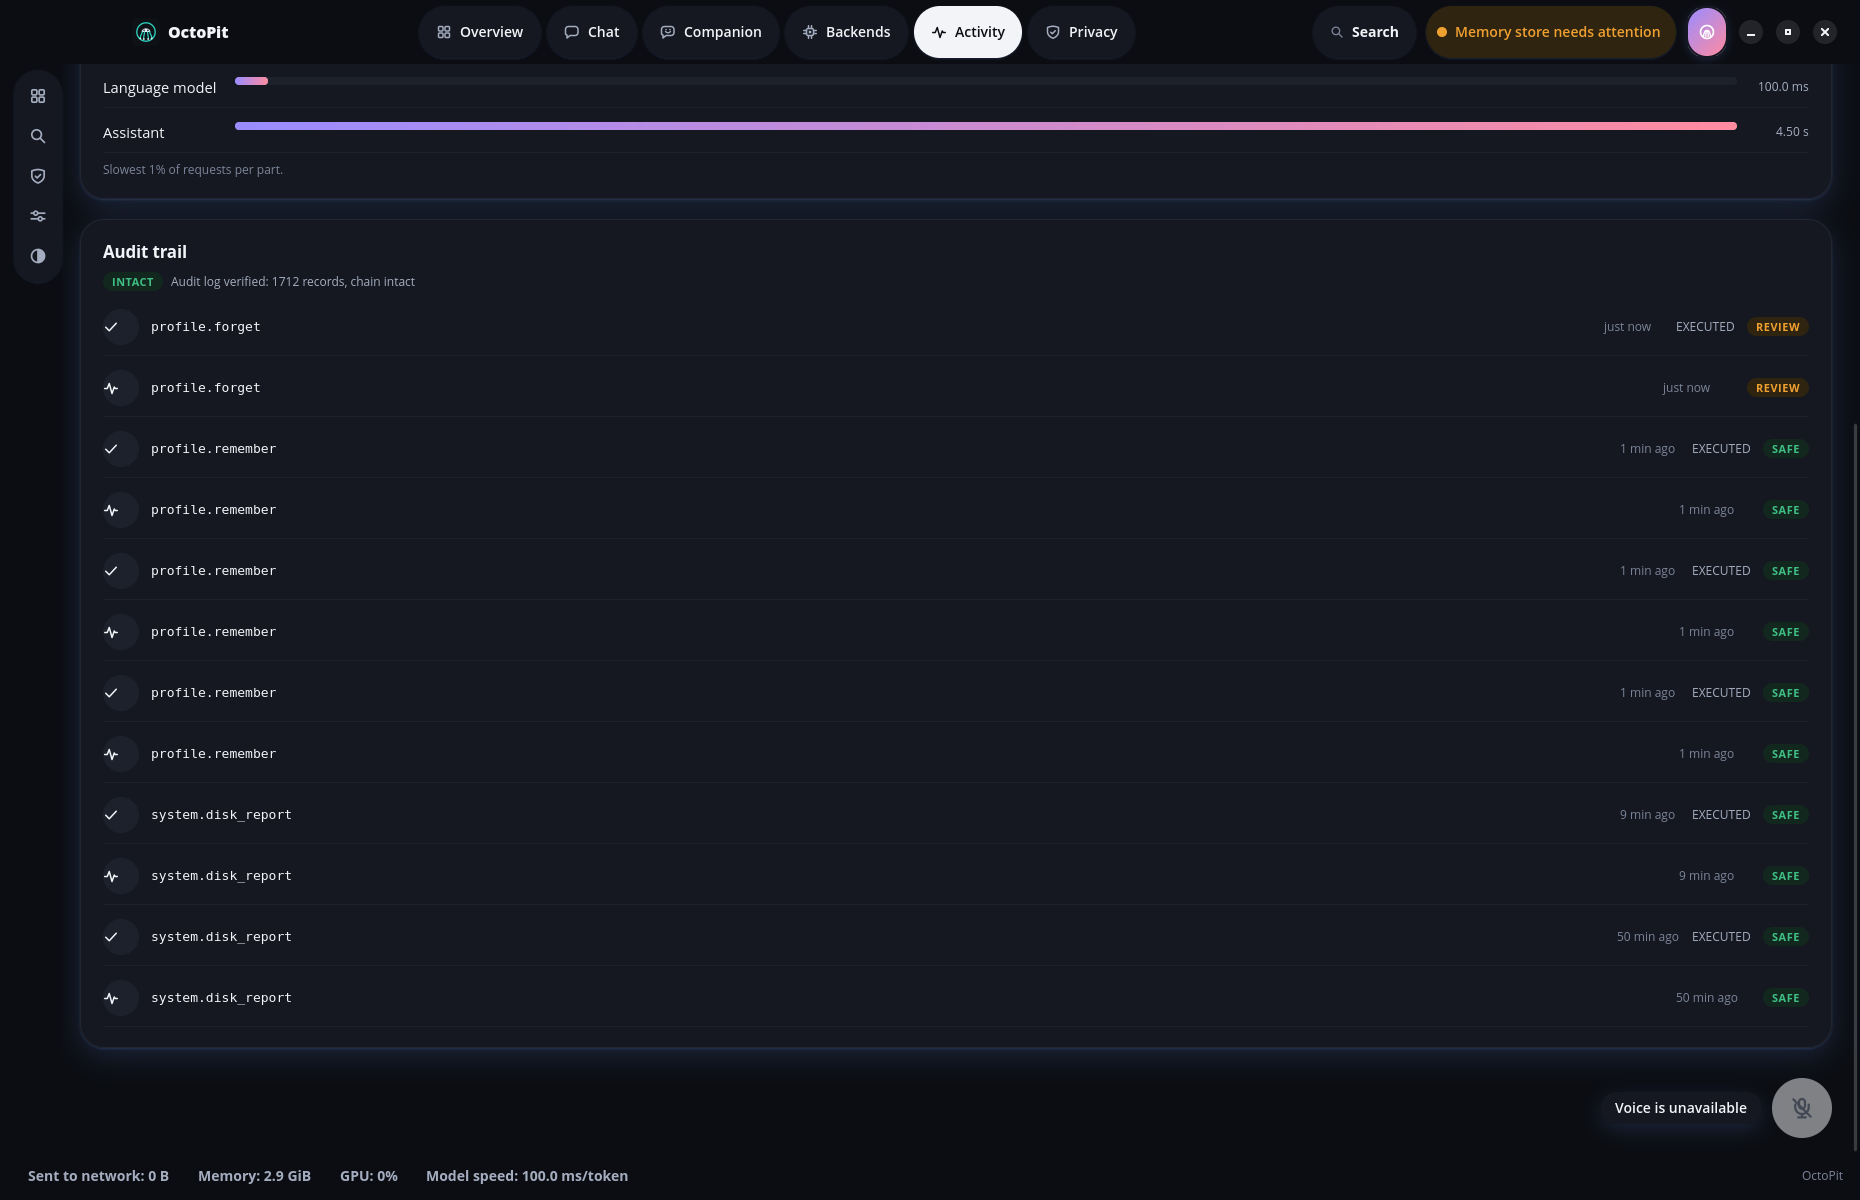 OctoPit
Overview
Chat
Companion
Backends
Activity
Privacy
Search
Memory store needs attention
Language model
100.0 ms
Assistant
4.50 s
Slowest 1% of requests per part.
Audit trail
INTACT Audit log verified: 1712 records, chain intact
profile.forget just now EXECUTED REVIEW
profile.forget just now REVIEW
profile.remember 1 min ago EXECUTED SAFE
profile.remember 1 min ago SAFE
profile.remember 1 min ago EXECUTED SAFE
profile.remember 1 min ago SAFE
profile.remember 1 min ago EXECUTED SAFE
profile.remember 1 min ago SAFE
system.disk_report 9 min ago EXECUTED SAFE
system.disk_report 9 min ago SAFE
system.disk_report 50 min ago EXECUTED SAFE
system.disk_report 50 min ago SAFE
Voice is unavailable
Sent to network: 0 B Memory: 2.9 GiB GPU: 0% Model speed: 100.0 ms/token
OctoPit